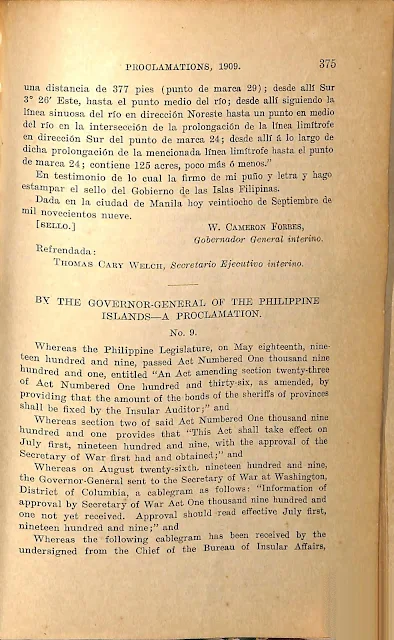 PROCLAMATIONS, 1909. 375
una distancia de 377 pies (punto de marca 29); desde allí Sur
3° 26' Este, hasta el punto medio del río; desde allí siguiendo la
línea sinuosa del río en dirección Noreste hasta un punto en medio
del río en la intersección de la prolongación de la línea limítrofe
en dirección Sur del punto de marca 24; desde allí á lo largo de
dicha prolongación de la mencionada línea limítrofe hasta el punto
de marca 24; contiene 125 acres, poco más ó menos."
En testimonio de lo cual la firmo de mi puño y letra y hago
estampar el sello del Gobierno de las Islas Filipinas.
Dada en la ciudad de Manila hoy veintiocho de Septiembre de
mil novecientos nueve.
[SELLO.] W. CAMERON FORBES,
Gobernador General interino.
Refrendada:
THOMAS CARY WELCH, Secretario Ejecutivo interino.
BY THE GOVERNOR-GENERAL OF THE PHILIPPINE
ISLANDS—A PROCLAMATION.
No. 9.
Whereas the Philippine Legislature, on May eighteenth, nine-
teen hundred and nine, passed Act Numbered One thousand nine
hundred and one, entitled "An Act amending section twenty-three
of Act Numbered One hundred and thirty-six, as amended, by
providing that the amount of the bonds of the sheriffs of provinces
shall be fixed by the Insular Auditor;" and
Whereas section two of said Act Numbered One thousand nine
hundred and one provides that "This Act shall take effect on
July first, nineteen hundred and nine, with the approval of the
Secretary of War first had and obtained;" and
Whereas on August twenty-sixth, nineteen hundred and nine,
the Governor-General sent to the Secretary of War at Washington,
District of Columbia, a cablegram as follows: "Information of
approval by Secretary of War Act One thousand nine hundred and
one not yet received. Approval should read effective July first,
nineteen hundred and nine;" and
Whereas the following cablegram has been received by the
undersigned from the Chief of the Bureau of Insular Affairs,